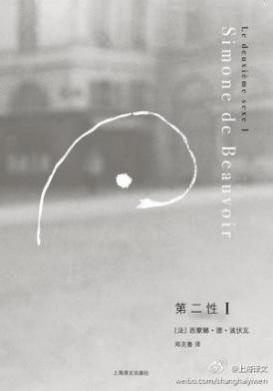 Le deuxième sexe I
Simone de Beauvoir
第二性 I
[法] 西蒙娜·德·波伏瓦
郑克鲁 译
上海译文出版社
@上海译文
weibo.com/shanghaiyiwen